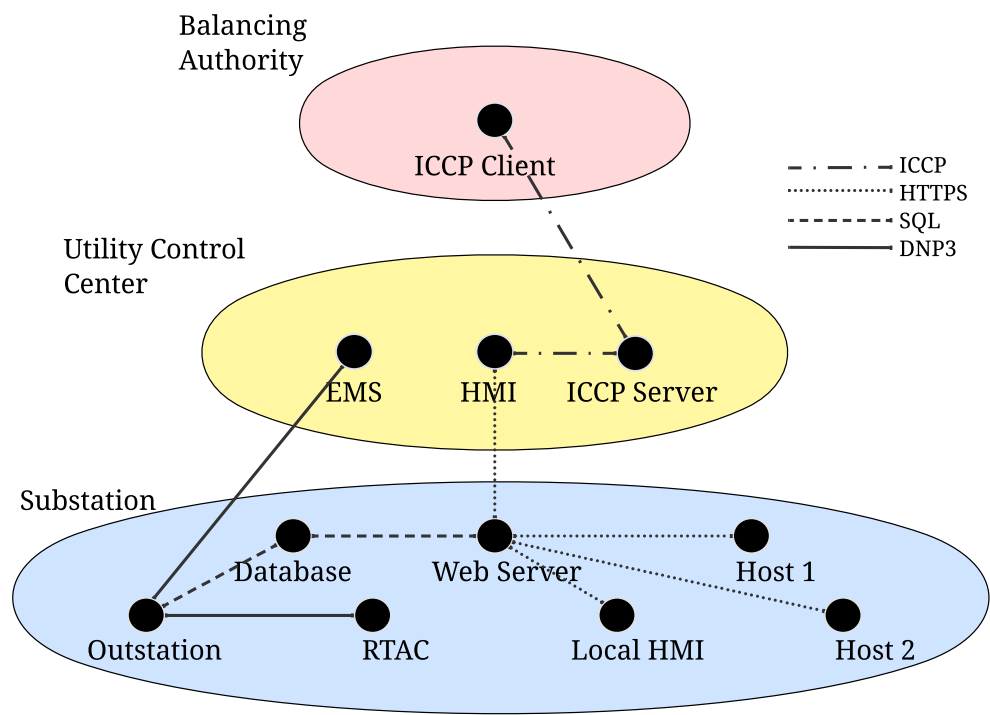 Balancing
Authority
ICCP Client
ICCP
HTTPS
SQL
DNP3
Utility Control
Center
EMS
HMI
ICCP Server
Substation
Database
Web Server
Host 1
Outstation
RTAC
Local HMI
Host 2